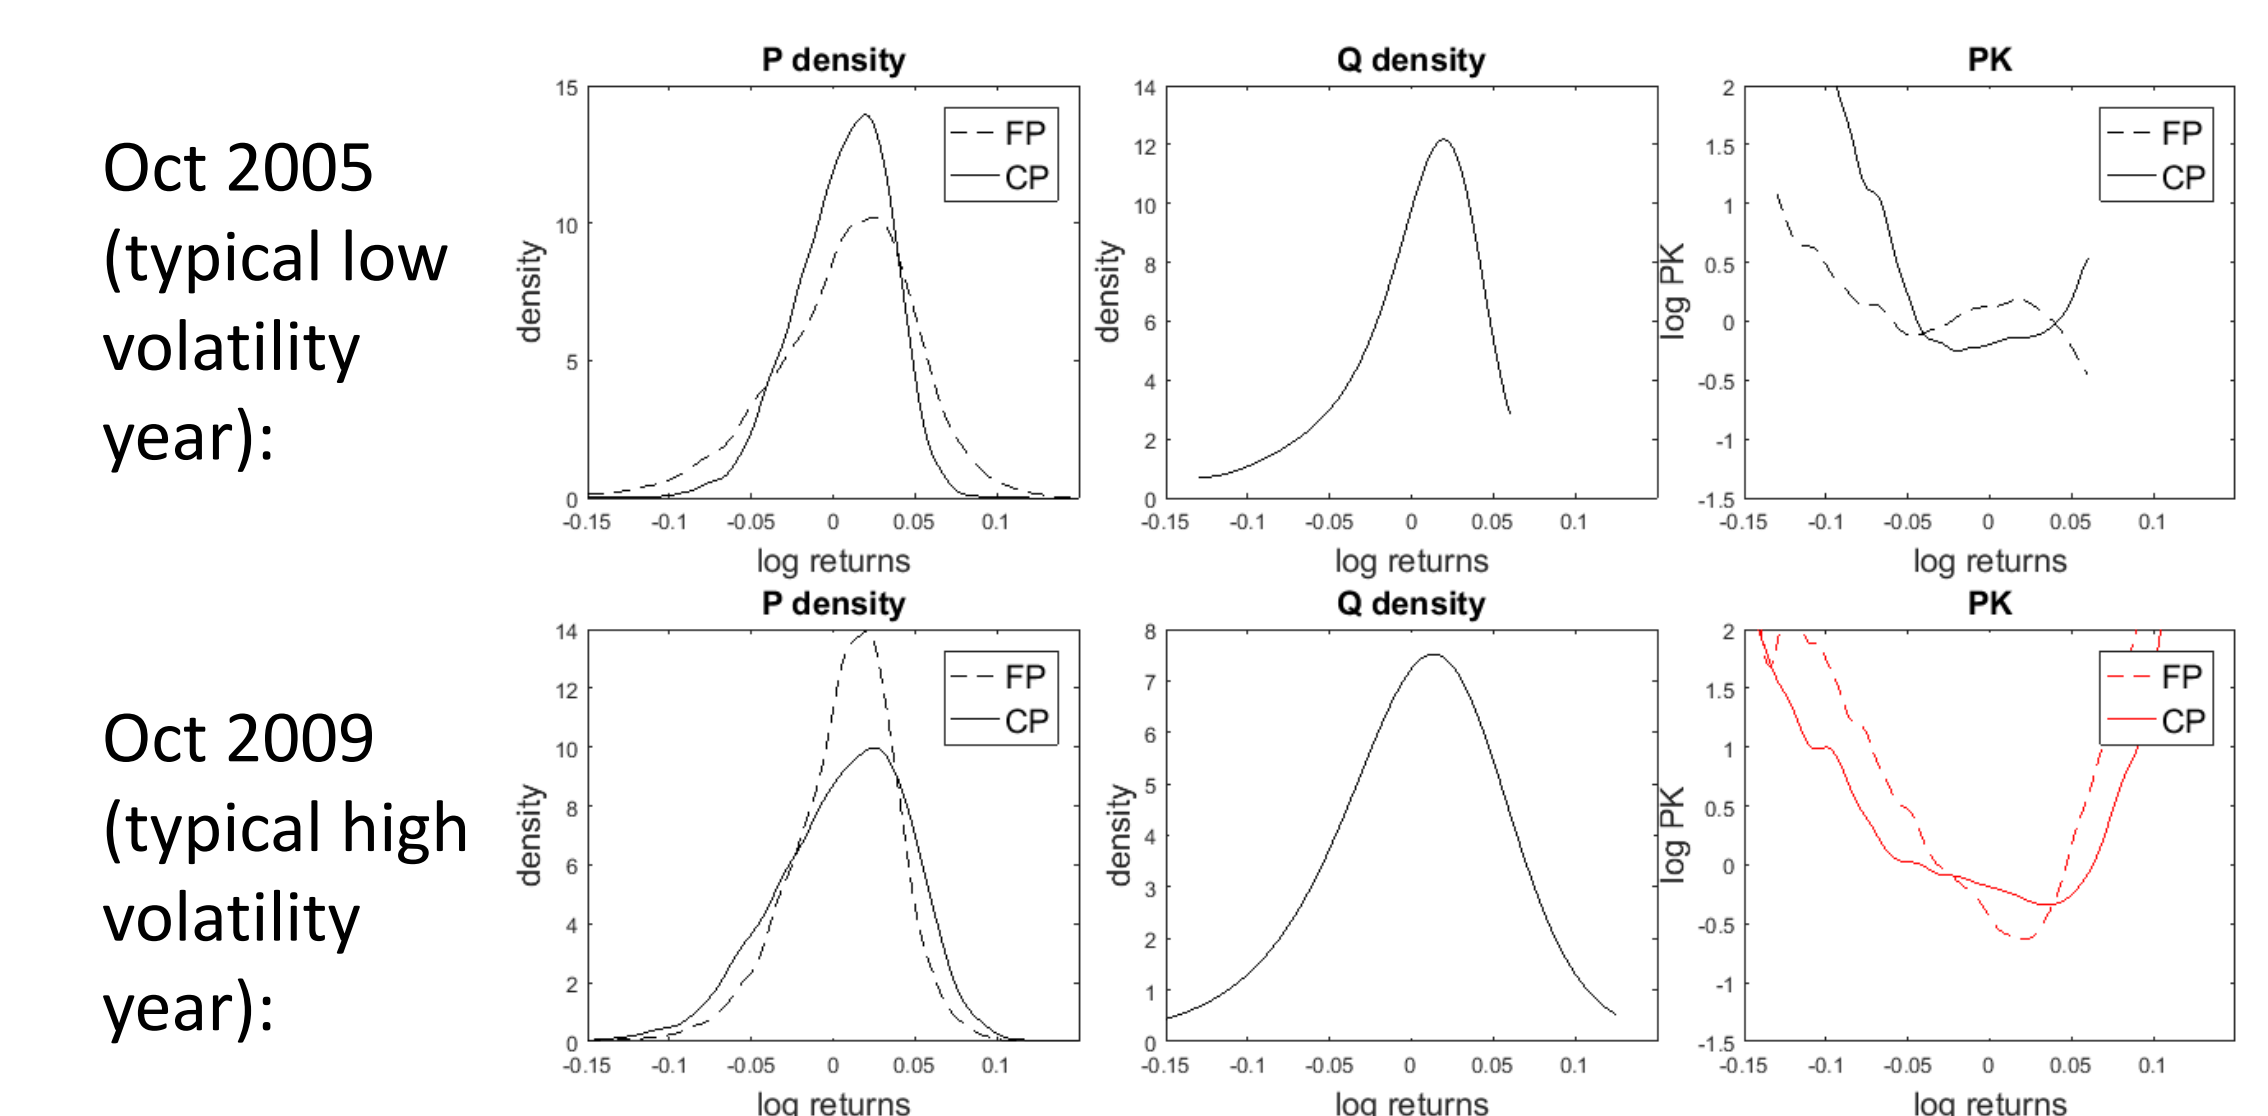 Oct 2005
(typical low
volatility
year):
P density
15
10
5
0
-0.15 -0.1 -0.05 0 0.05 0.1
density
log returns
FP
CP
Q density
14
12
10
8
6
4
2
0
-0.15 -0.1 -0.05 0 0.05 0.1
density
log returns
PK
2
1.5
1
0.5
0
-0.5
-1
-1.5
-0.15 -0.1 -0.05 0 0.05 0.1
log PK
log returns
FP
CP
Oct 2009
(typical high
volatility
year):
P density
14
12
10
8
6
4
2
0
-0.15 -0.1 -0.05 0 0.05 0.1
density
log returns
FP
CP
Q density
8
7
6
5
4
3
2
1
0
-0.15 -0.1 -0.05 0 0.05 0.1
density
log returns
PK
2
1.5
1
0.5
0
-0.5
-1
-1.5
-0.15 -0.1 -0.05 0 0.05 0.1
log PK
log returns
FP
CP